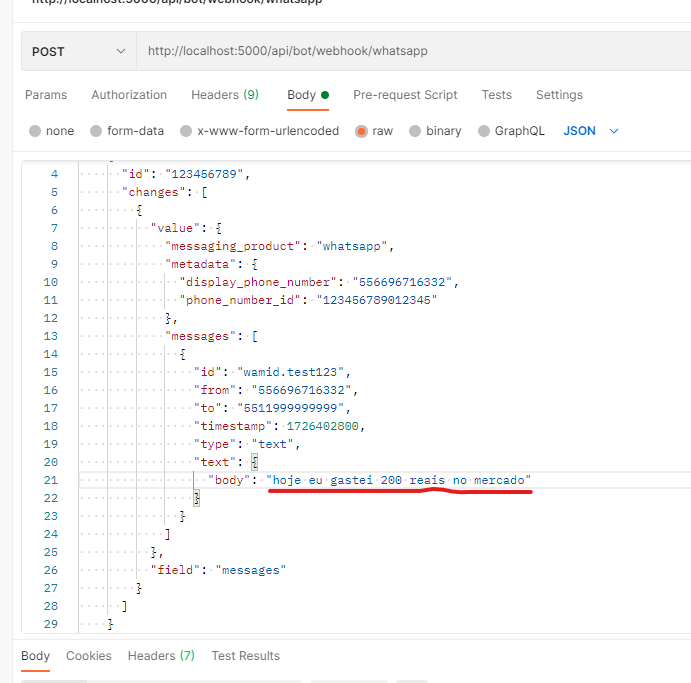 http://localhost:5000/api/bot/webhook/whatsapp
POST http://localhost:5000/api/bot/webhook/whatsapp
Params Authorization Headers (9) Body Pre-request Script Tests Settings
none form-data x-www-form-urlencoded raw binary GraphQL JSON
4 "id": "123456789",
5 "changes": [
6 {
7 "value": {
8 "messaging_product": "whatsapp",
9 "metadata": {
10 "display_phone_number": "556696716332",
11 "phone_number_id": "123456789012345"
12 },
13 "messages": [
14 {
15 "id": "wamid.test123",
16 "from": "556696716332",
17 "to": "5511999999999",
18 "timestamp": 1726402800,
19 "type": "text",
20 "text": {
21 "body": "hoje eu gastei 200 reais no mercado"
22 }
23 }
24 ]
25 },
26 "field": "messages"
27 }
28 ]
29 }
Body Cookies Headers (7) Test Results